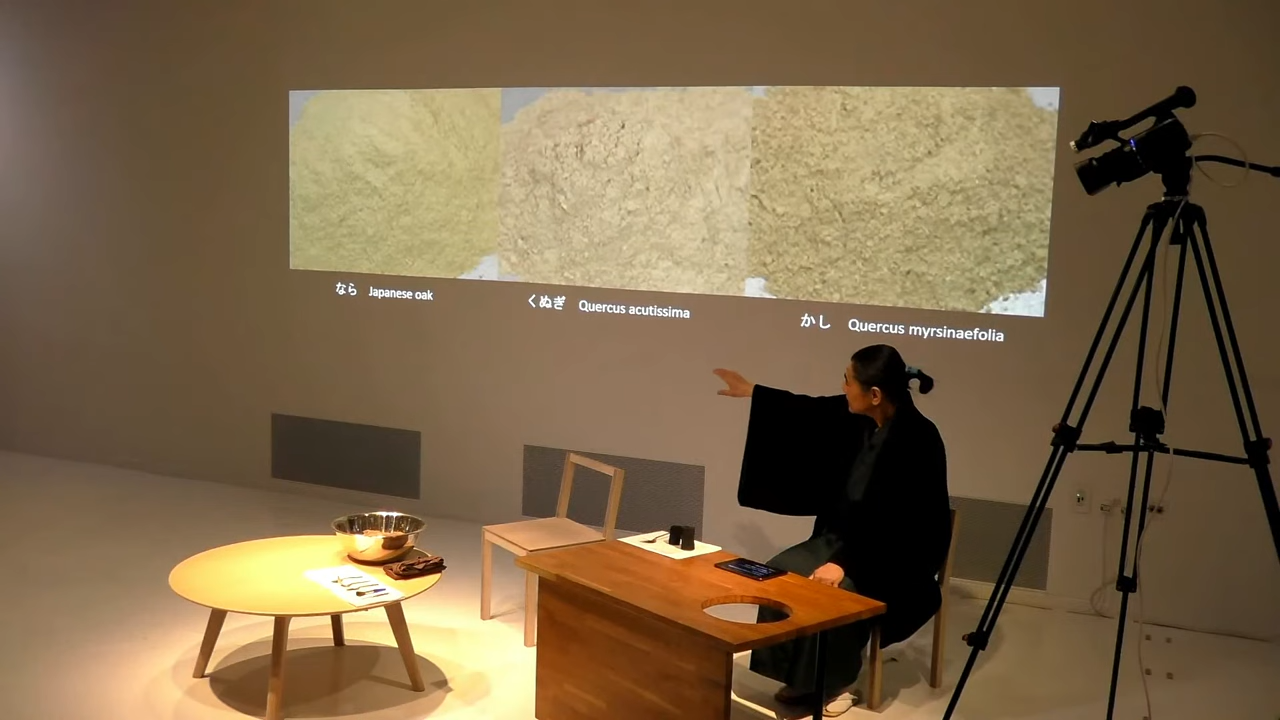 なら Japanese oak
くぬぎ Quercus acutissima
かし Quercus myrsinaefolia